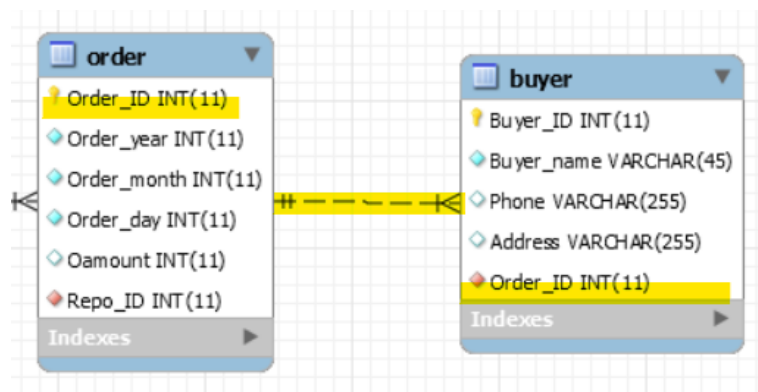 order
Order_ID INT(11)
Order_year INT(11)
Order_month INT(11)
Order_day INT(11)
Oamount INT(11)
Repo_ID INT(11)
Indexes
buyer
Buyer_ID INT(11)
Buyer_name VARCHAR(45)
Phone VARCHAR(255)
Address VARCHAR(255)
Order_ID INT(11)
Indexes